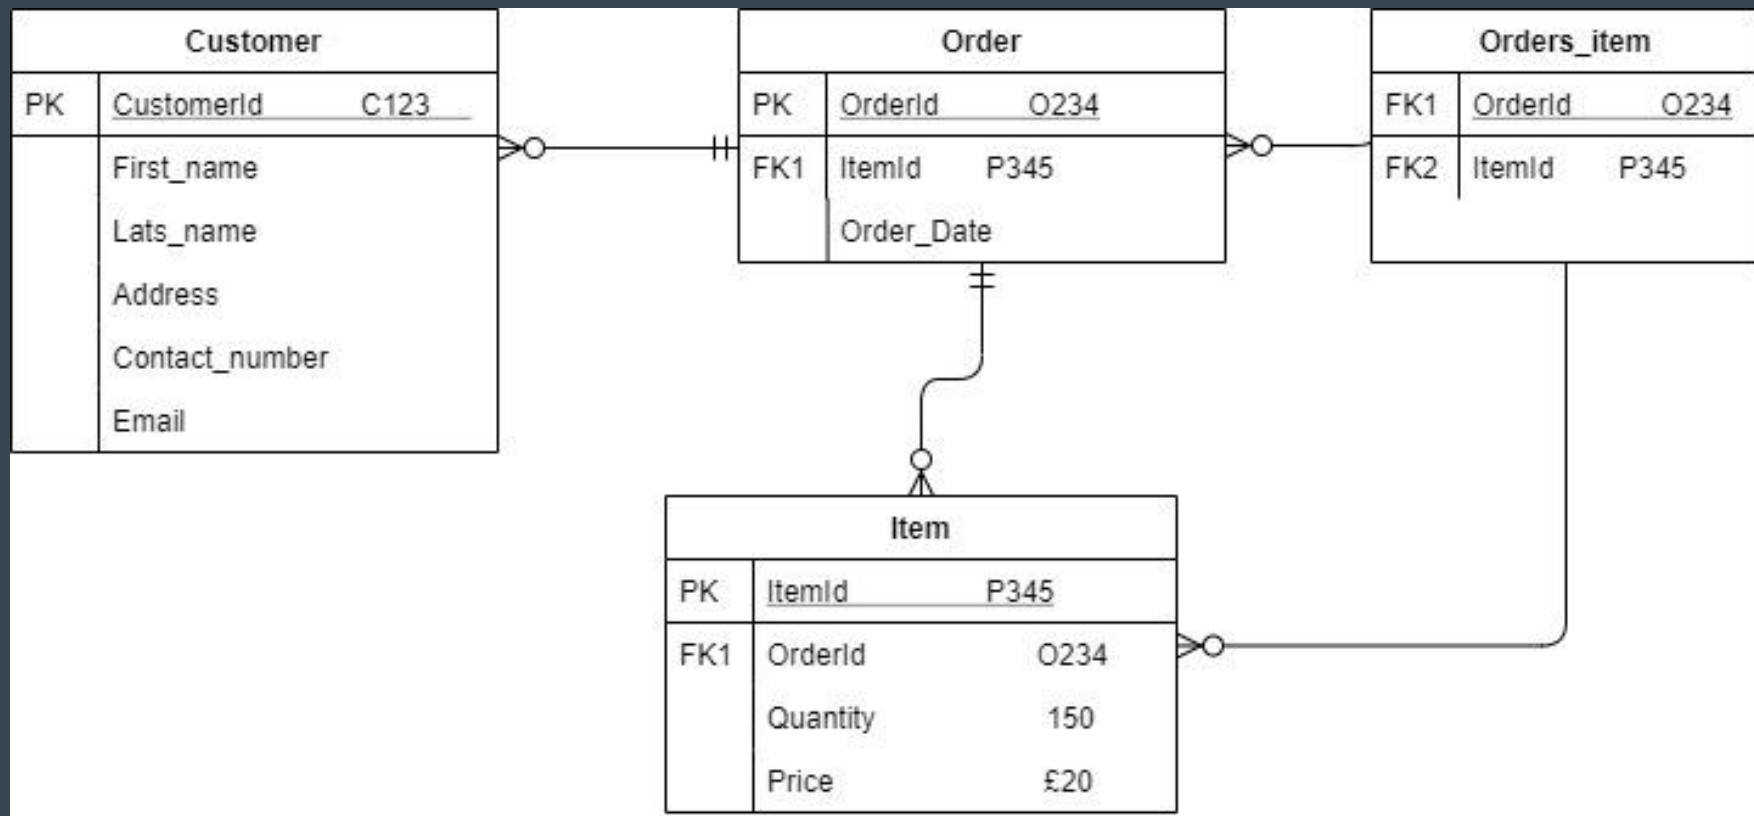 Customer
PK CustomerId C123
First_name
Lats_name
Address
Contact_number
Email
Order
PK OrderId O234
FK1 ItemId P345
Order_Date
Orders_item
FK1 OrderId O234
FK2 ItemId P345
Item
PK ItemId P345
FK1 OrderId O234
Quantity 150
Price £20